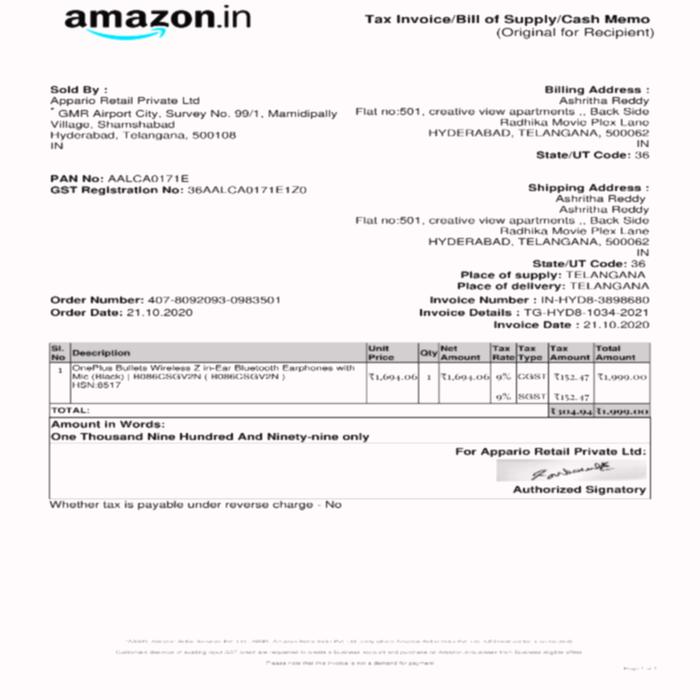 amazon.in
Tax Invoice/Bill of Supply/Cash Memo
(Original for Recipient)
Sold By :
Appario Retail Private Ltd
* GMR Airport City, Survey No. 99/1, Mamidipally
Village, Shamshabad
Hyderabad, Telangana, 500108
IN
PAN No: AALCA0171E
GST Registration No: 36AALCA0171E1Z0
Billing Address :
Ashritha Reddy
Flat no:501, creative view apartments ,, Back Side
Radhika Movie Plex Lane
HYDERABAD, TELANGANA, 500062
IN
State/UT Code: 36
Shipping Address :
Ashritha Reddy
Ashritha Reddy
Flat no:501, creative view apartments ,, Back Side
Radhika Movie Plex Lane
HYDERABAD, TELANGANA, 500062
IN
State/UT Code: 36
Place of supply: TELANGANA
Place of delivery: TELANGANA
Order Number: 407-8092093-0983501
Order Date: 21.10.2020
Invoice Number : IN-HYD8-3898680
Invoice Details : TG-HYD8-1034-2021
Invoice Date : 21.10.2020
Sl. No Description Unit Price Qty Net Amount Tax Rate Tax Type Tax Amount Total Amount
1 OnePlus Bullets Wireless Z in-Ear Bluetooth Earphones with ₹1,694.06 1 ₹1,694.06 9% CGST ₹152.47 ₹1,999.00
Mic (Black) | B086CSGV2N ( B086CSGV2N )
HSN:8517
9% SGST ₹152.47
TOTAL: ₹304.94 ₹1,999.00
Amount in Words:
One Thousand Nine Hundred And Ninety-nine only
For Appario Retail Private Ltd:
Authorized Signatory
Whether tax is payable under reverse charge - No
Please note that this invoice is not a demand for payment